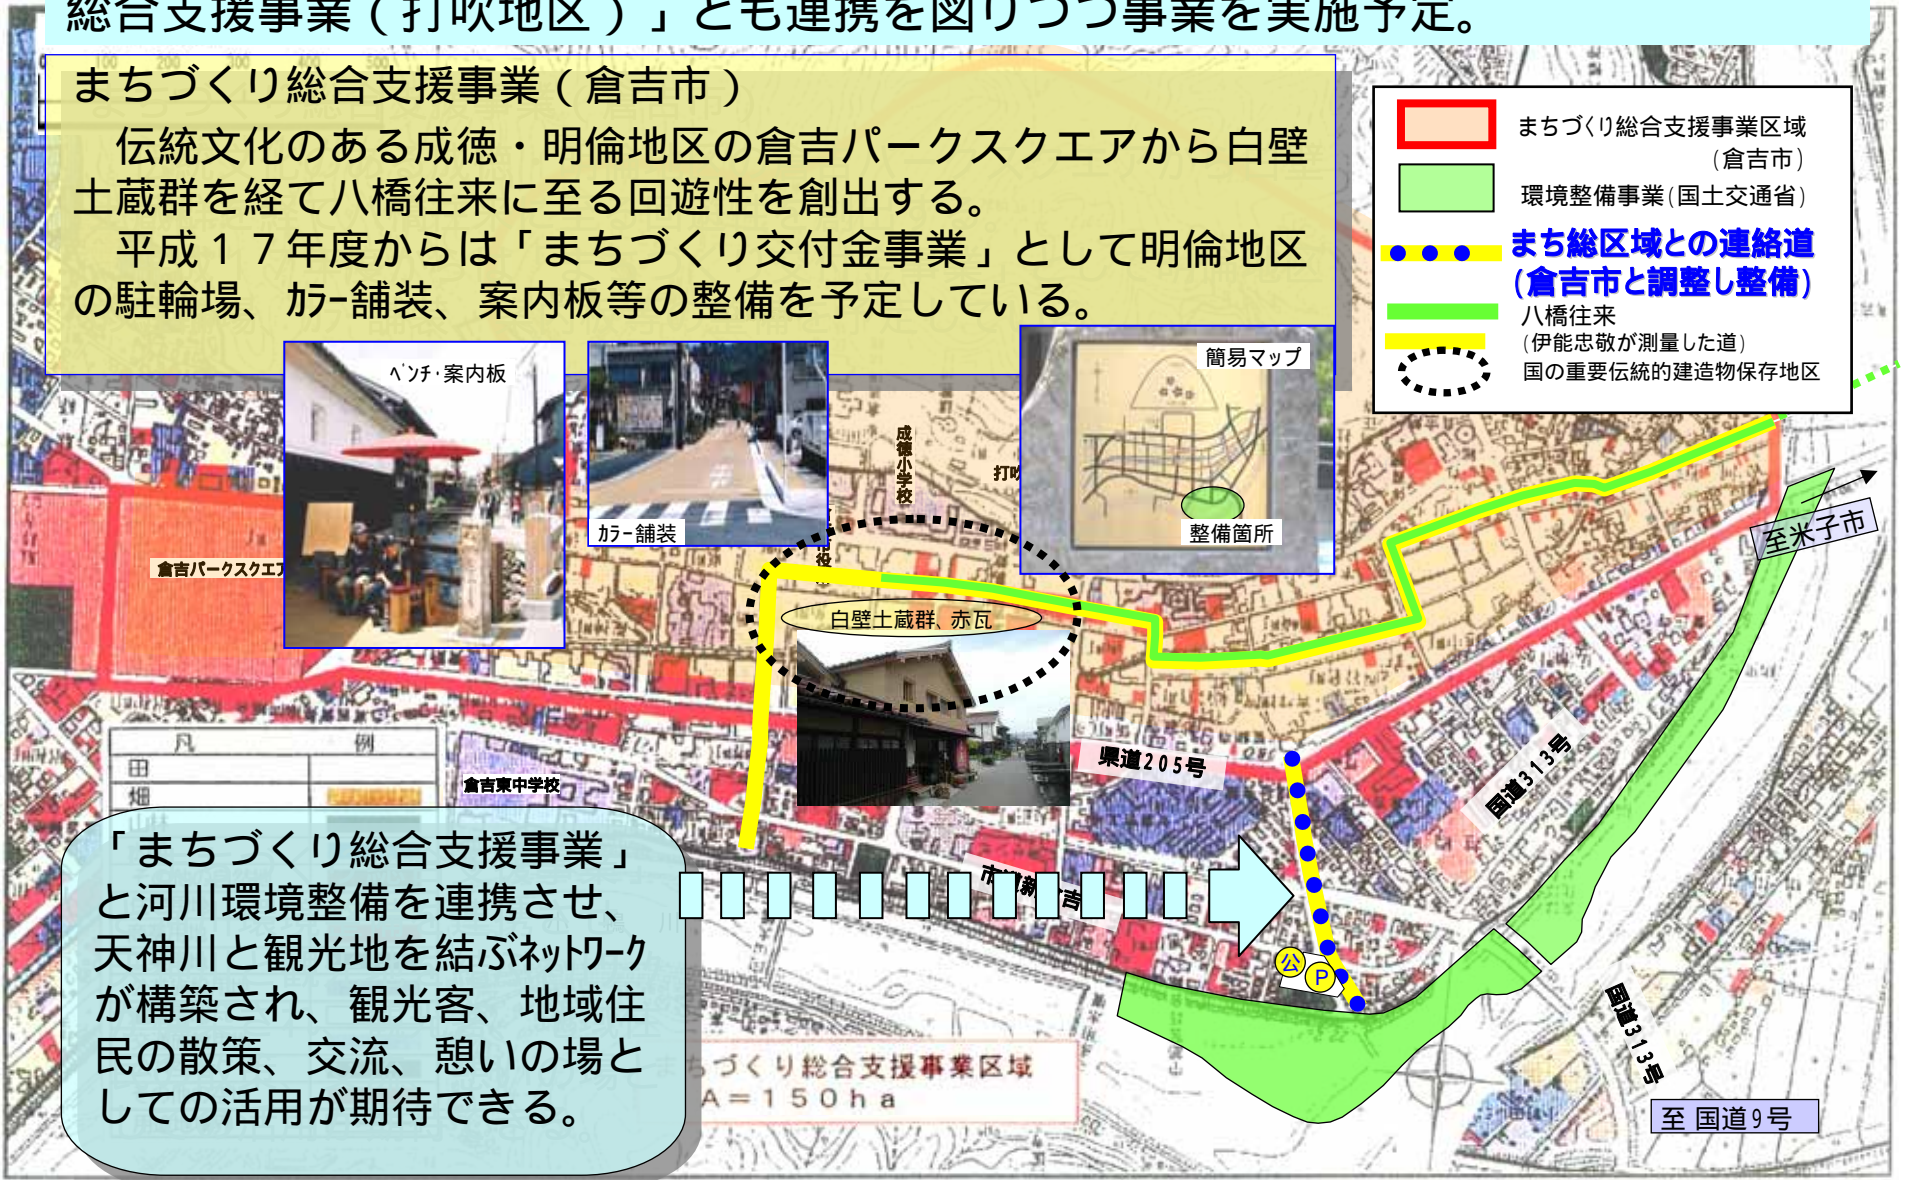 総合支援事業(打吹地区)」とも連携を図りつつ事業を実施予定。
まちづくり総合支援事業(倉吉市)
伝統文化のある成徳・明倫地区の倉吉パークスクエアから白壁
土蔵群を経て八橋往来に至る回遊性を創出する。
平成17年度からは「まちづくり交付金事業」として明倫地区
の駐輪場、ｶﾗｰ舗装、案内板等の整備を予定している。
まちづくり総合支援事業区域
(倉吉市)
環境整備事業(国土交通省)
まち総区域との連絡道
(倉吉市と調整し整備)
八橋往来
(伊能忠敬が測量した道)
国の重要伝統的建造物保存地区
ﾍﾞﾝﾁ・案内板
ｶﾗｰ舗装
簡易マップ
整備箇所
成徳小学校
打吹
至米子市
倉吉パークスクエア
白壁土蔵群、赤瓦
県道205号
国道313号
倉吉東中学校
凡 例
田
畑
「まちづくり総合支援事業」
と河川環境整備を連携させ、
天神川と観光地を結ぶﾈｯﾄﾜｰｸ
が構築され、観光客、地域住
民の散策、交流、憩いの場と
しての活用が期待できる。
川
公
P
国道313号
至 国道9号
ちづくり総合支援事業区域
A=150ha